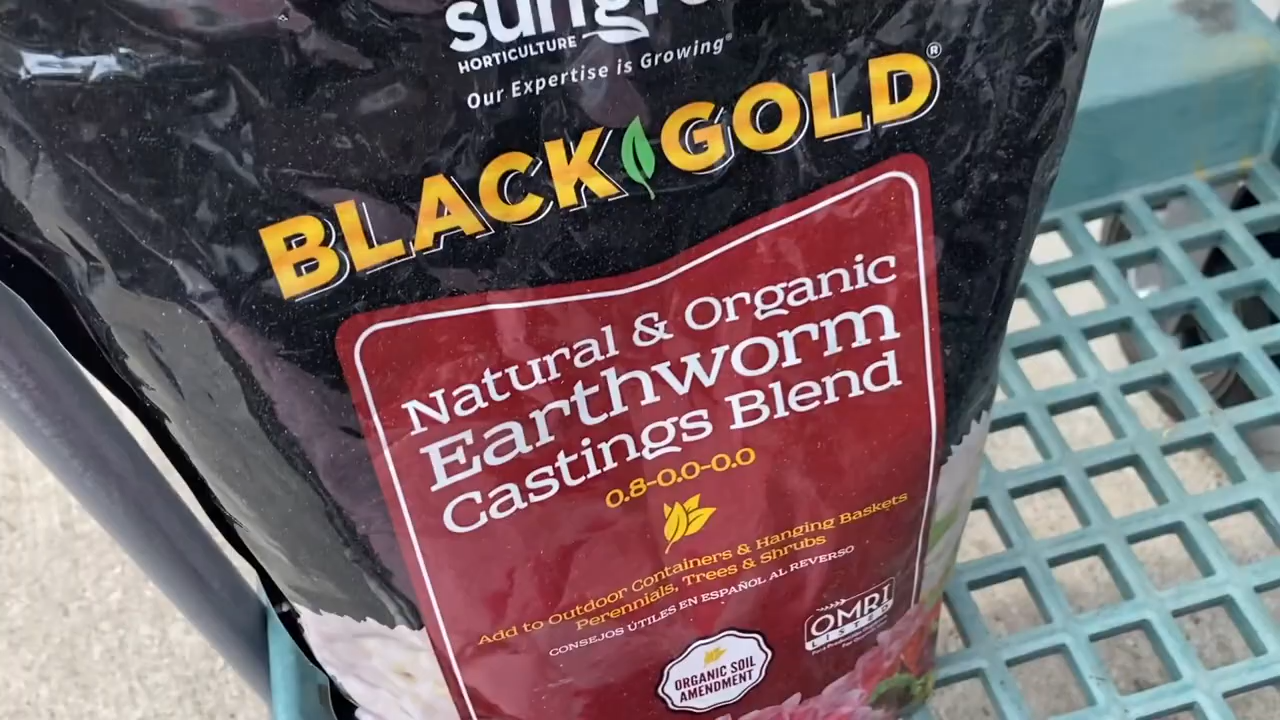 HORTICULTURE
Our Expertise is Growing®
BLACK GOLD®
Natural & Organic
Earthworm
Castings Blend
0.8-0.0-0.0
Add to Outdoor Containers & Hanging Baskets
Perennials, Trees & Shrubs
CONSEJOS ÚTILES EN ESPAÑOL AL REVERSO
OMRI
LISTED
ORGANIC SOIL
AMENDMENT